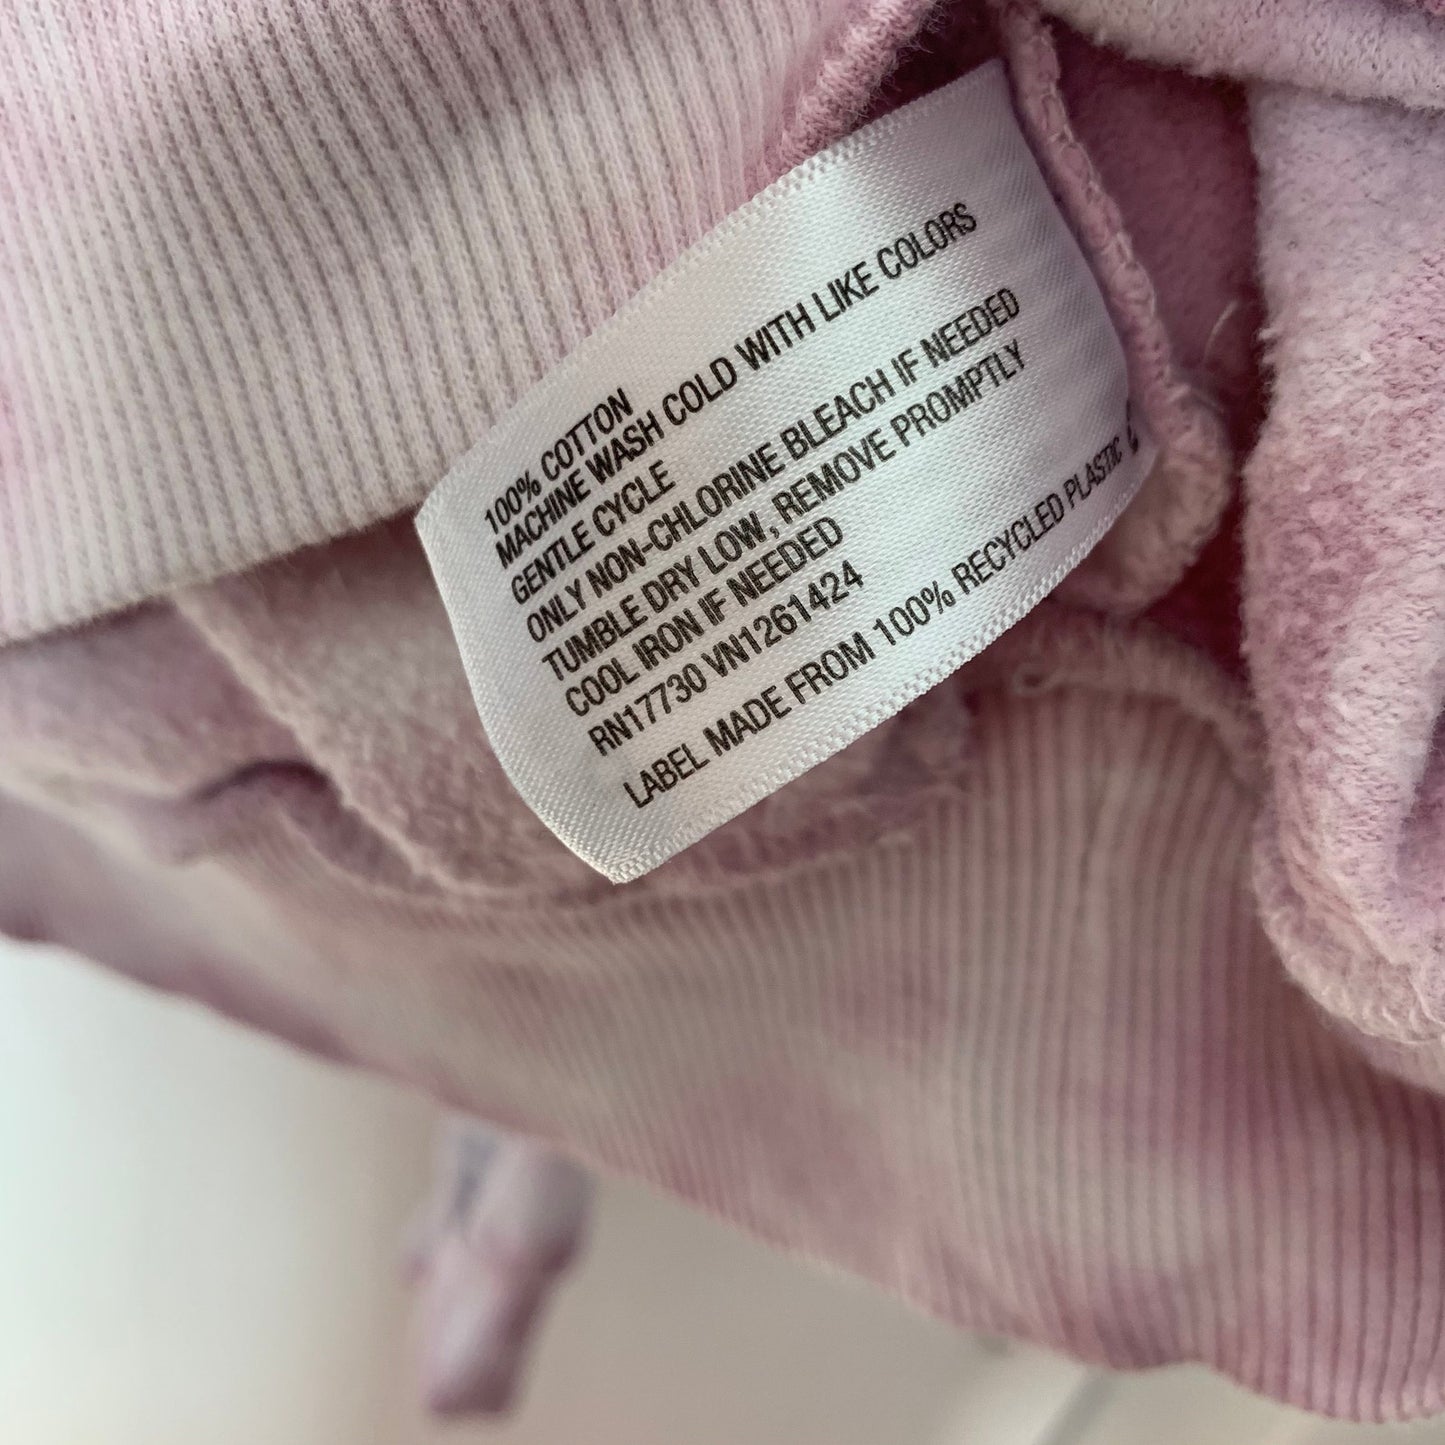 100% COTTON
MACHINE WASH COLD WITH LIKE COLORS
GENTLE CYCLE
ONLY NON-CHLORINE BLEACH IF NEEDED
TUMBLE DRY LOW, REMOVE PROMPTLY
COOL IRON IF NEEDED
RN17730 VN1261424
LABEL MADE FROM 100% RECYCLED PLASTIC